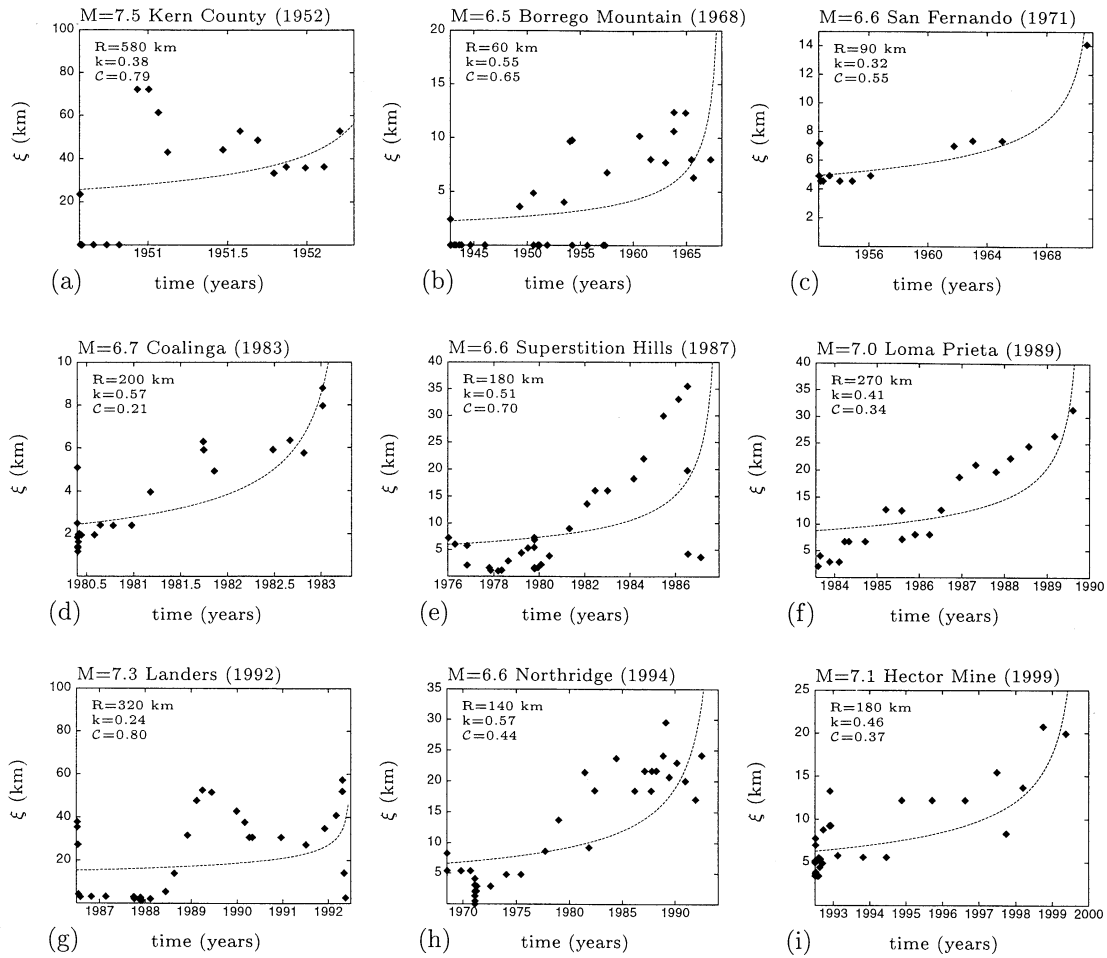 M=7.5 Kern County (1952)
R=580 km
k=0.38
C=0.79
ξ (km)
100
80
60
40
20
1951
1951.5
1952
(a)
time (years)
M=6.5 Borrego Mountain (1968)
R=60 km
k=0.55
C=0.65
ξ (km)
20
15
10
5
1945
1950
1955
1960
1965
(b)
time (years)
M=6.6 San Fernando (1971)
R=90 km
k=0.32
C=0.55
ξ (km)
14
12
10
8
6
4
2
1956
1960
1964
1968
(c)
time (years)
M=6.7 Coalinga (1983)
R=200 km
k=0.57
C=0.21
ξ (km)
10
8
6
4
2
1980.5
1981
1981.5
1982
1982.5
1983
(d)
time (years)
M=6.6 Superstition Hills (1987)
R=180 km
k=0.51
C=0.70
ξ (km)
40
35
30
25
20
15
10
5
1976
1978
1980
1982
1984
1986
(e)
time (years)
M=7.0 Loma Prieta (1989)
R=270 km
k=0.41
C=0.34
ξ (km)
40
35
30
25
20
15
10
5
1984
1985
1986
1987
1988
1989
1990
(f)
time (years)
M=7.3 Landers (1992)
R=320 km
k=0.24
C=0.80
ξ (km)
100
80
60
40
20
1987
1988
1989
1990
1991
1992
(g)
time (years)
M=6.6 Northridge (1994)
R=140 km
k=0.57
C=0.44
ξ (km)
35
30
25
20
15
10
5
1970
1975
1980
1985
1990
(h)
time (years)
M=7.1 Hector Mine (1999)
R=180 km
k=0.46
C=0.37
ξ (km)
25
20
15
10
5
1993
1994
1995
1996
1997
1998
1999
2000
(i)
time (years)